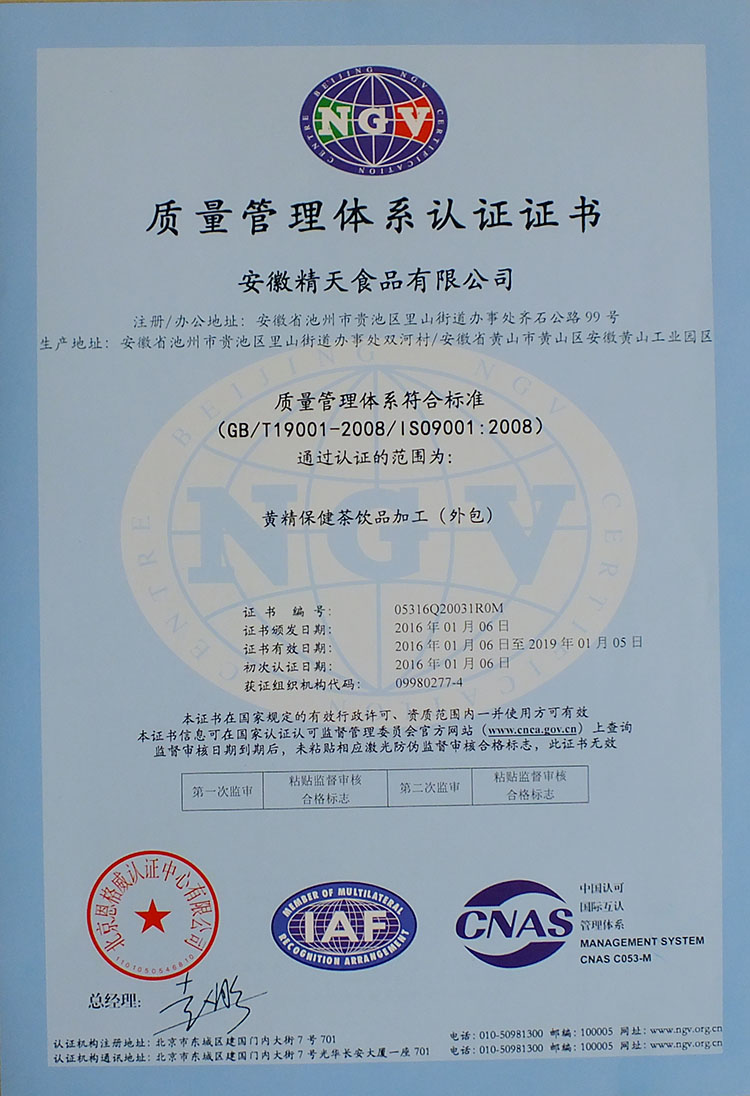 BEIJING NGV CERTIFICATION CENTRE
NGV
质量管理体系认证证书
安徽精天食品有限公司
注册/办公地址：安徽省池州市贵池区里山街道办事处齐石公路99号
生产地址：安徽省池州市贵池区里山街道办事处双河村/安徽省黄山市黄山区安徽黄山工业园区
BEIJING NGV CERTIFICATION CENTRE
NGV
质量管理体系符合标准
（GB/T19001-2008/ISO9001:2008）
通过认证的范围为：
黄精保健茶饮品加工（外包）
证书编号： 05316Q20031R0M
证书颁发日期： 2016年01月06日
证书有效日期： 2016年01月06日至2019年01月05日
初次认证日期： 2016年01月06日
获证组织机构代码： 09980277-4
本证书在国家规定的有效行政许可、资质范围内一并使用方可有效
本证书信息可在国家认证认可监督管理委员会官方网站（www.cnca.gov.cn）上查询
监督审核日期到期后，未粘贴相应激光防伪监督审核合格标志，此证书无效
第一次监审 粘贴监督审核合格标志 第二次监审 粘贴监督审核合格标志
北京恩格威认证中心有限公司
1101050546810
MEMBER OF MULTILATERAL
IAF
RECOGNITION ARRANGEMENT
CNAS
中国认可
国际互认
管理体系
MANAGEMENT SYSTEM
CNAS C053-M
总经理：
认证机构注册地址：北京市东城区建国门内大街7号701 电话：010-50981300 邮编：100005 网址：www.ngv.org.cn
认证机构通讯地址：北京市东城区建国门内大街7号光华长安大厦一座701 电话：010-50981300 邮编：100005 网址：www.ngv.org.cn